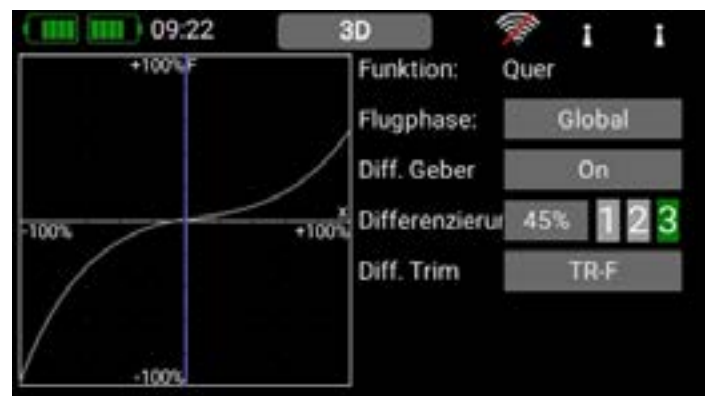 09:22 3D
+100% F
Funktion: Quer
Flugphase: Global
Diff. Geber On
-100% +100% x
Differenzierur 45% 1 2 3
Diff. Trim TR-F
-100%